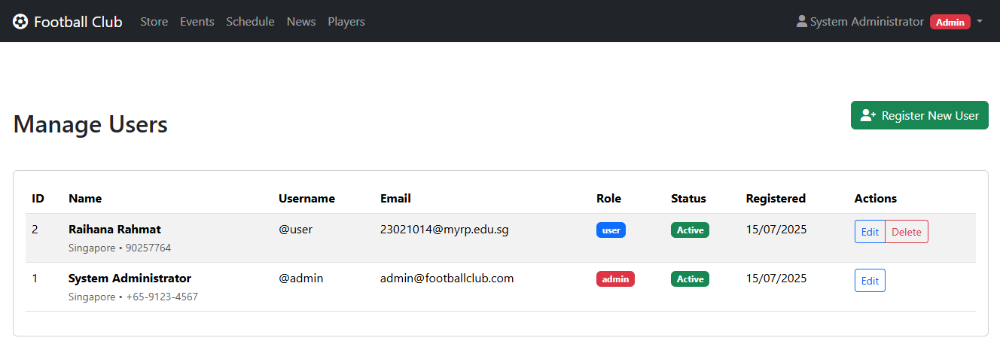 Football Club Store Events Schedule News Players System Administrator Admin
Register New User
Manage Users
ID Name Username Email Role Status Registered Actions
2 Raihana Rahmat @user 23021014@myrp.edu.sg user Active 15/07/2025 Edit Delete
Singapore • 90257764
1 System Administrator @admin admin@footballclub.com admin Active 15/07/2025 Edit
Singapore • +65-9123-4567